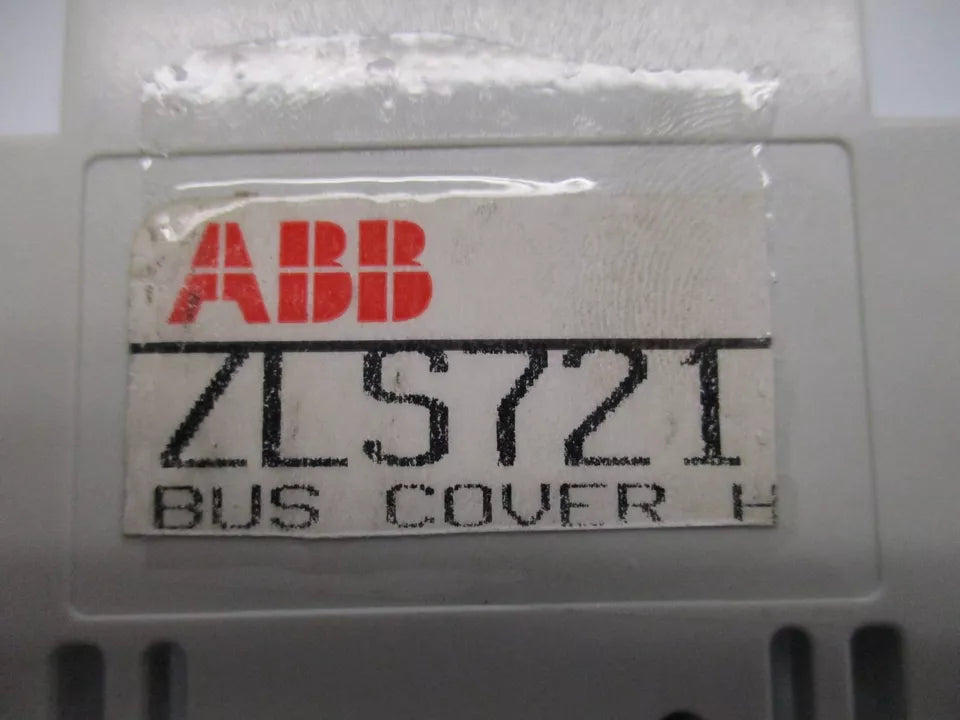 ABB
ZLS721
BUS COVER H